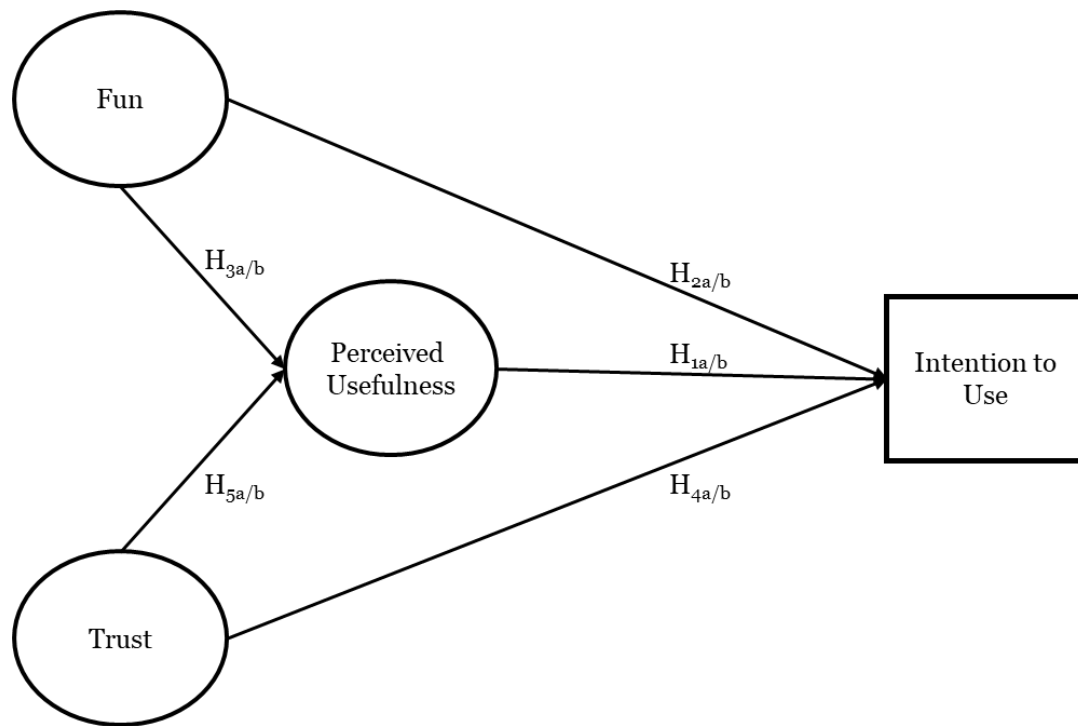 Fun
H3a/b
H2a/b
Perceived
Usefulness
H1a/b
Intention to
Use
H5a/b
H4a/b
Trust